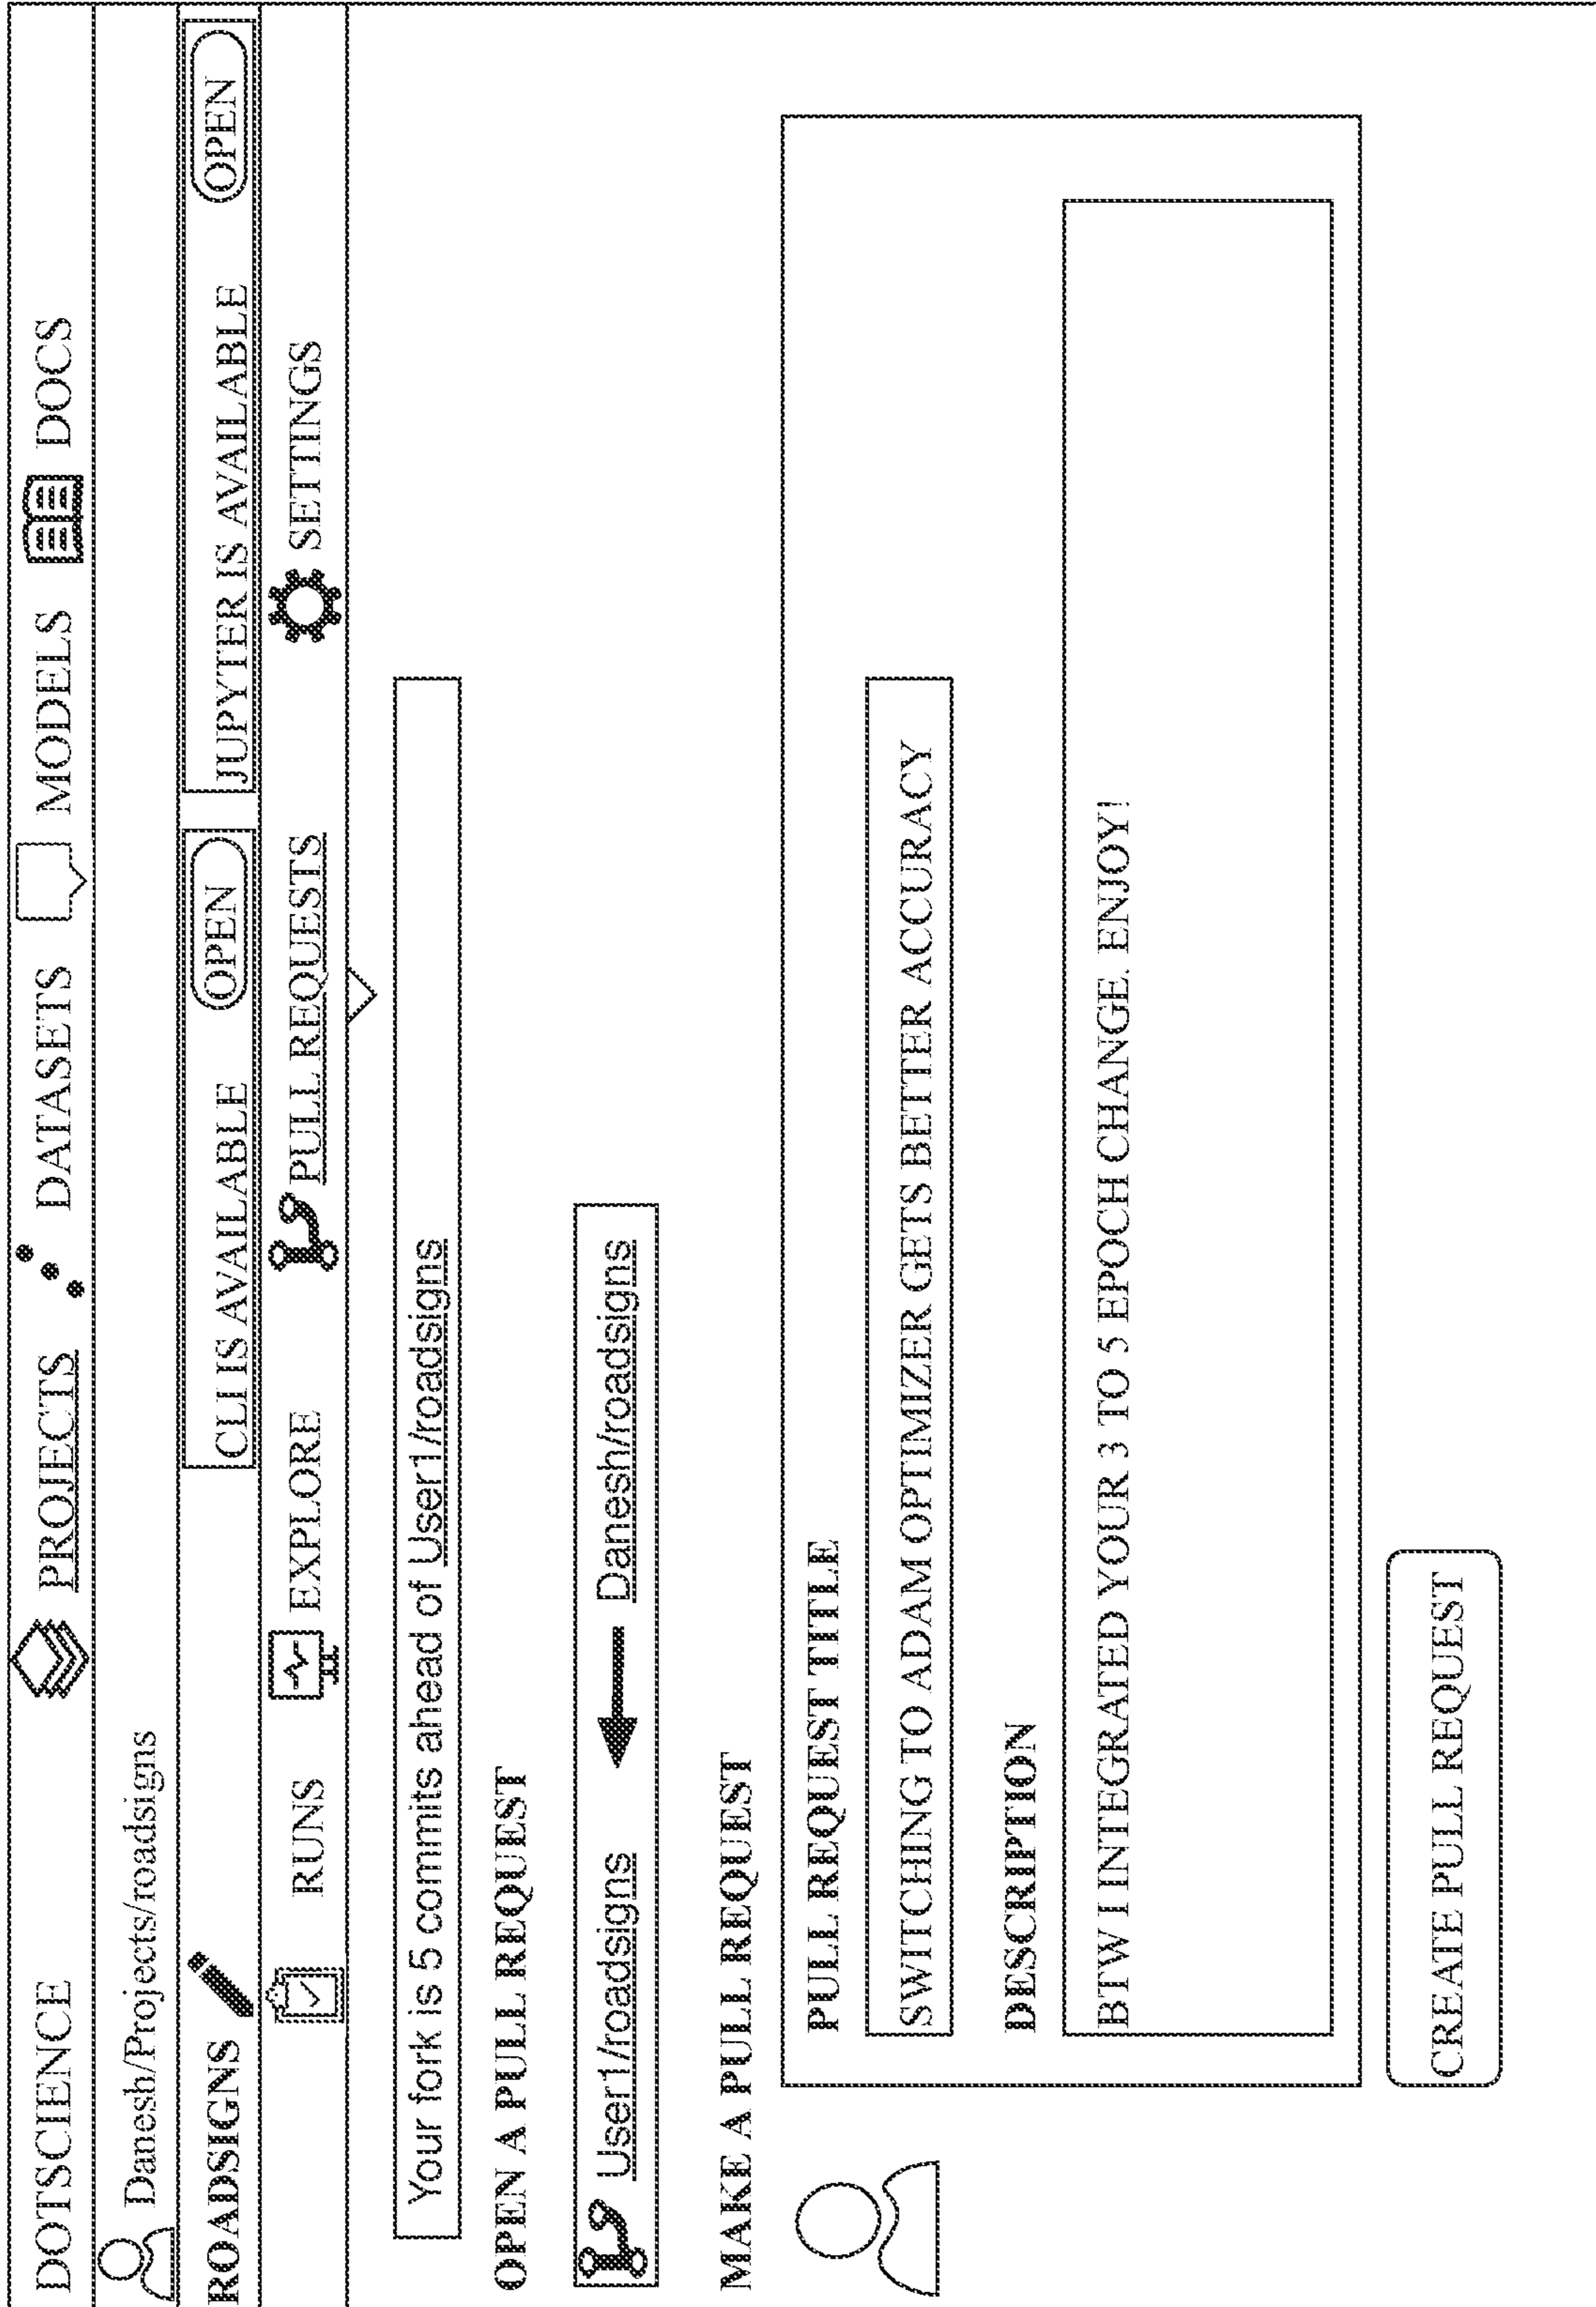 DOTSCIENCE PROJECTS DATASETS MODELS DOCS
Danesh/Projects/roadsigns
ROADSIGNS CLI IS AVAILABLE OPEN JUPYTER IS AVAILABLE OPEN
RUNS EXPLORE PULL REQUESTS SETTINGS
Your fork is 5 commits ahead of User1/roadsigns
OPEN A PULL REQUEST
User1/roadsigns Danesh/roadsigns
MAKE A PULL REQUEST
PULL REQUEST TITLE
SWITCHING TO ADAM OPTIMIZER GETS BETTER ACCURACY
DESCRIPTION
BTW I INTEGRATED YOUR 3 TO 5 EPOCH CHANGE. ENJOY!
CREATE PULL REQUEST